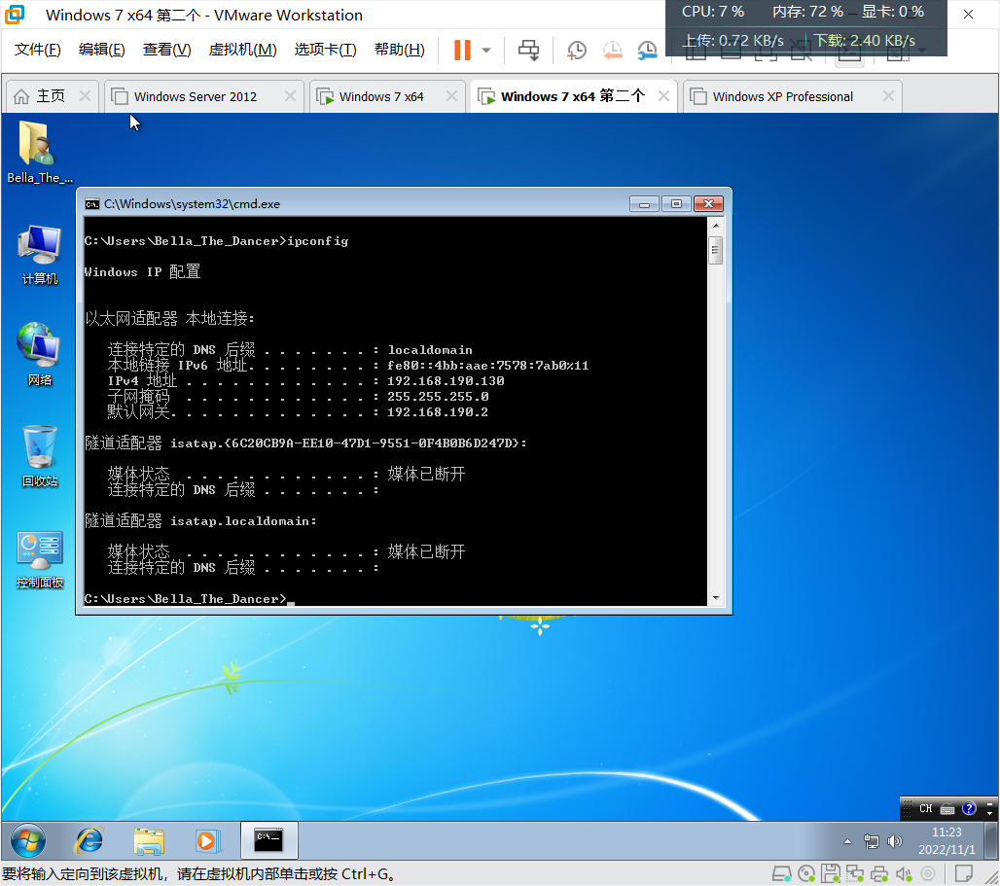 Windows 7 x64 第二个 - VMware Workstation
CPU: 7 % 内存: 72 % 显卡: 0 %
上传: 0.72 KB/s 下载: 2.40 KB/s
文件(F) 编辑(E) 查看(V) 虚拟机(M) 选项卡(T) 帮助(H)
主页 Windows Server 2012 Windows 7 x64 Windows 7 x64 第二个 Windows XP Professional
Bella_The_...
计算机
网络
回收站
控制面板
C:\Windows\system32\cmd.exe
C:\Users\Bella_The_Dancer>ipconfig
Windows IP 配置
以太网适配器 本地连接:
连接特定的 DNS 后缀 . . . . . . . : localdomain
本地链接 IPv6 地址. . . . . . . . : fe80::4bb:aae:7578:7ab0%11
IPv4 地址 . . . . . . . . . . . . : 192.168.190.130
子网掩码 . . . . . . . . . . . . : 255.255.255.0
默认网关. . . . . . . . . . . . . : 192.168.190.2
隧道适配器 isatap.{6C20CB9A-EE10-47D1-9551-0F4B0B6D247D}:
媒体状态 . . . . . . . . . . . . : 媒体已断开
连接特定的 DNS 后缀 . . . . . . . :
隧道适配器 isatap.localdomain:
媒体状态 . . . . . . . . . . . . : 媒体已断开
连接特定的 DNS 后缀 . . . . . . . :
C:\Users\Bella_The_Dancer>_
CH
11:23
2022/11/1
要将输入定向到该虚拟机，请在虚拟机内部单击或按 Ctrl+G。